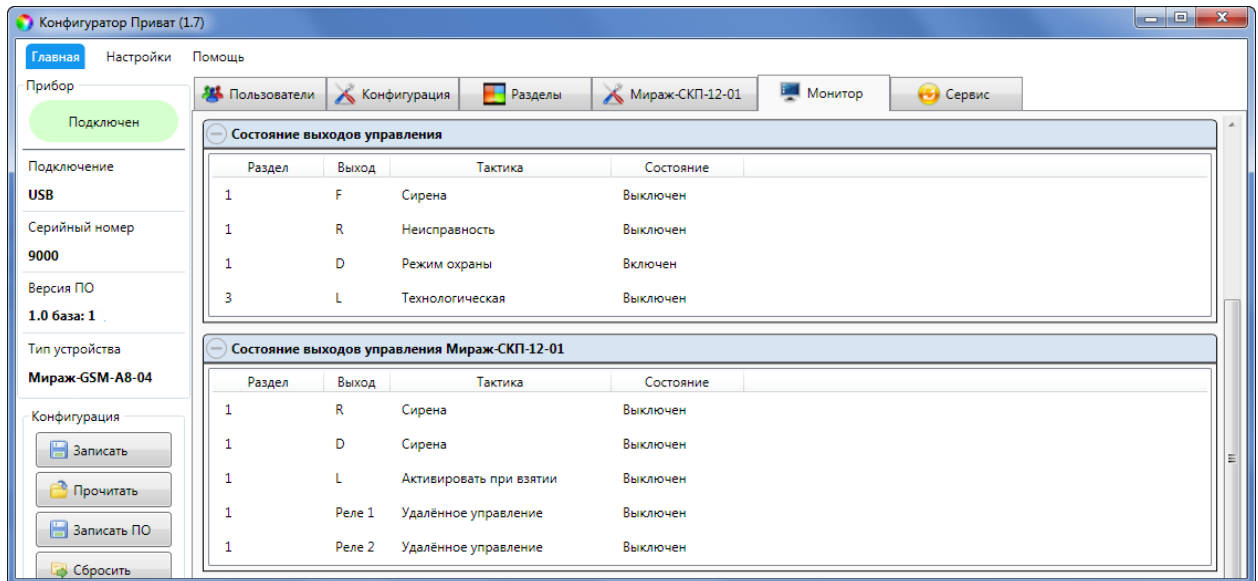 Конфигуратор Приват (1.7)
Главная Настройки Помощь
Прибор
Подключен
Подключение
USB
Серийный номер
9000
Версия ПО
1.0 база: 1
Тип устройства
Мираж-GSM-A8-04
Конфигурация
Записать
Прочитать
Записать ПО
Сбросить
Пользователи Конфигурация Разделы Мираж-СКП-12-01 Монитор Сервис
Состояние выходов управления
Раздел Выход Тактика Состояние
1 F Сирена Выключен
1 R Неисправность Выключен
1 D Режим охраны Включен
3 L Технологическая Выключен
Состояние выходов управления Мираж-СКП-12-01
Раздел Выход Тактика Состояние
1 R Сирена Выключен
1 D Сирена Выключен
1 L Активировать при взятии Выключен
1 Реле 1 Удалённое управление Выключен
1 Реле 2 Удалённое управление Выключен